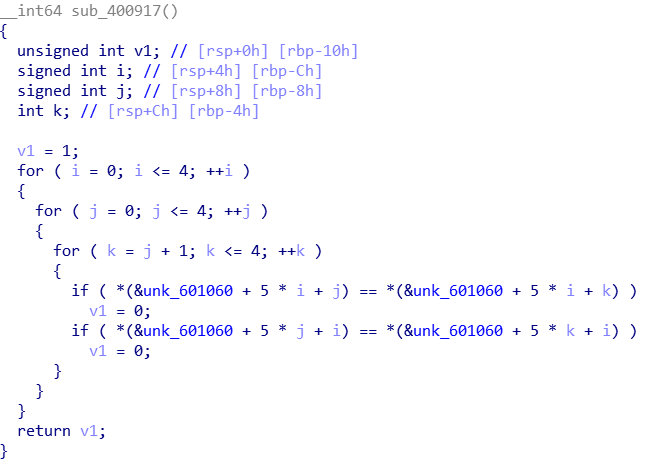 __int64 sub_400917()
{
  unsigned int v1; // [rsp+0h] [rbp-10h]
  signed int i; // [rsp+4h] [rbp-Ch]
  signed int j; // [rsp+8h] [rbp-8h]
  int k; // [rsp+Ch] [rbp-4h]

  v1 = 1;
  for ( i = 0; i <= 4; ++i )
  {
    for ( j = 0; j <= 4; ++j )
    {
      for ( k = j + 1; k <= 4; ++k )
      {
        if ( *(&unk_601060 + 5 * i + j) == *(&unk_601060 + 5 * i + k) )
          v1 = 0;
        if ( *(&unk_601060 + 5 * j + i) == *(&unk_601060 + 5 * k + i) )
          v1 = 0;
      }
    }
  }
  return v1;
}